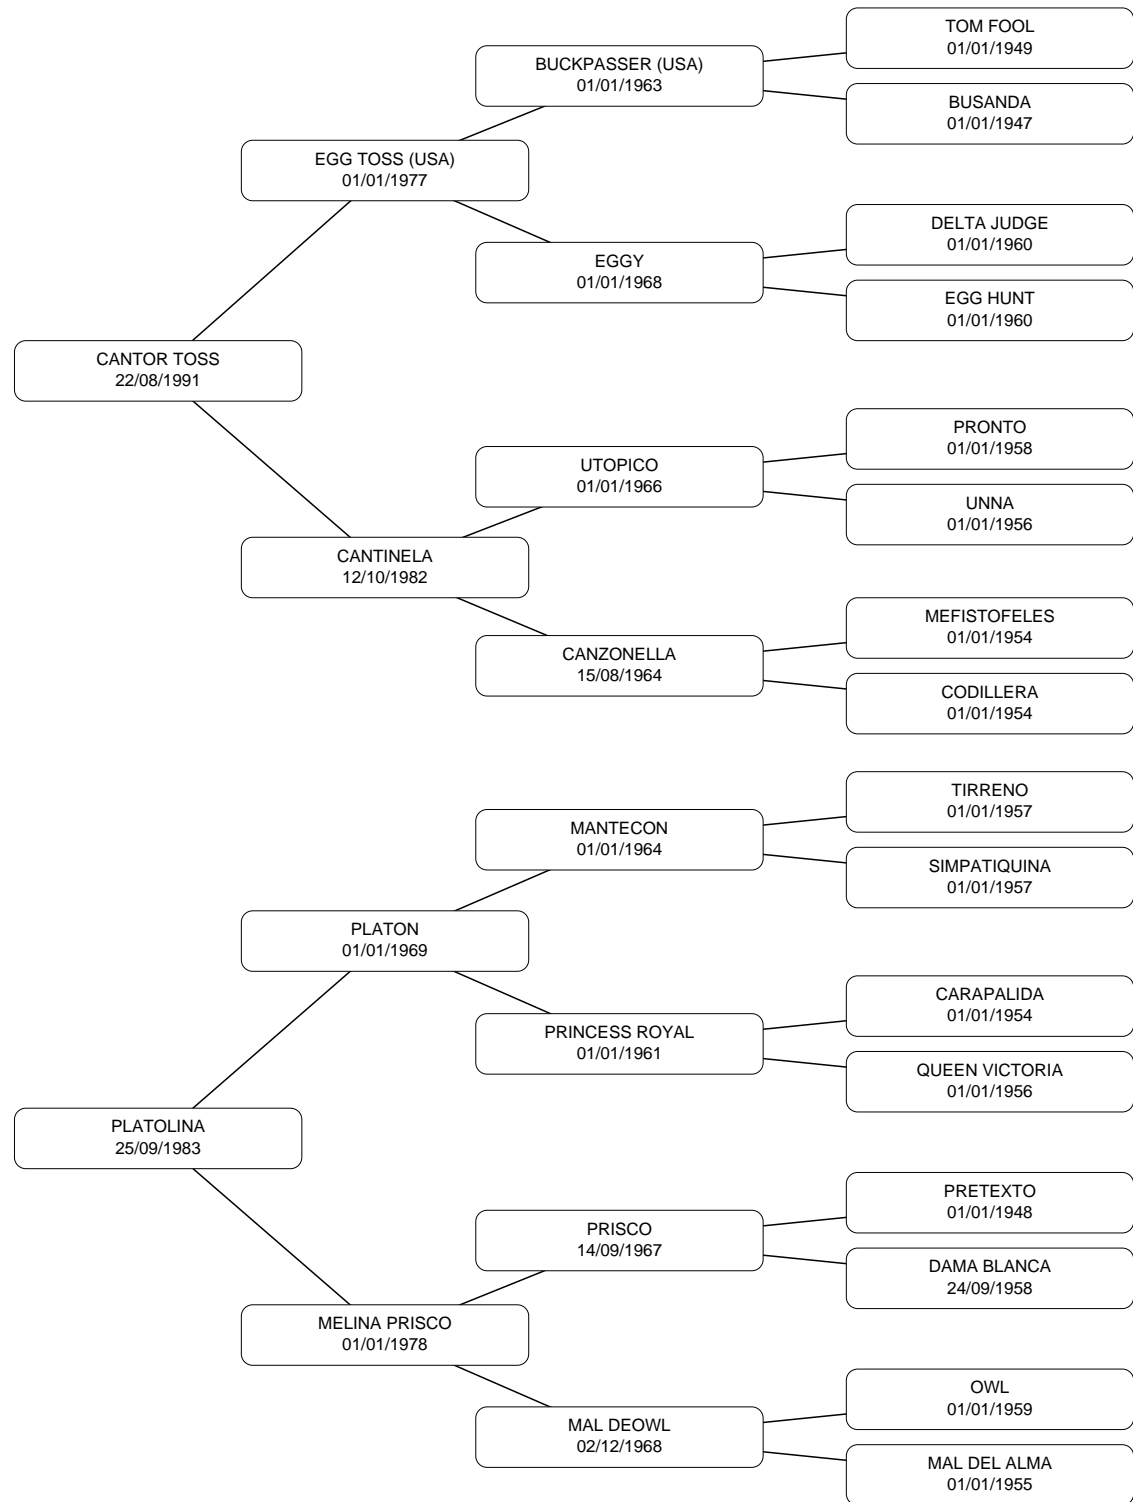 TOM FOOL
01/01/1949
BUCKPASSER (USA)
01/01/1963
BUSANDA
01/01/1947
EGG TOSS (USA)
01/01/1977
DELTA JUDGE
01/01/1960
EGGY
01/01/1968
EGG HUNT
01/01/1960
CANTOR TOSS
22/08/1991
PRONTO
01/01/1958
UTOPICO
01/01/1966
UNNA
01/01/1956
CANTINELA
12/10/1982
MEFISTOFELES
01/01/1954
CANZONELLA
15/08/1964
CODILLERA
01/01/1954
TIRRENO
01/01/1957
MANTECON
01/01/1964
SIMPATIQUINA
01/01/1957
PLATON
01/01/1969
CARAPALIDA
01/01/1954
PRINCESS ROYAL
01/01/1961
QUEEN VICTORIA
01/01/1956
PLATOLINA
25/09/1983
PRETEXTO
01/01/1948
PRISCO
14/09/1967
DAMA BLANCA
24/09/1958
MELINA PRISCO
01/01/1978
OWL
01/01/1959
MAL DEOWL
02/12/1968
MAL DEL ALMA
01/01/1955